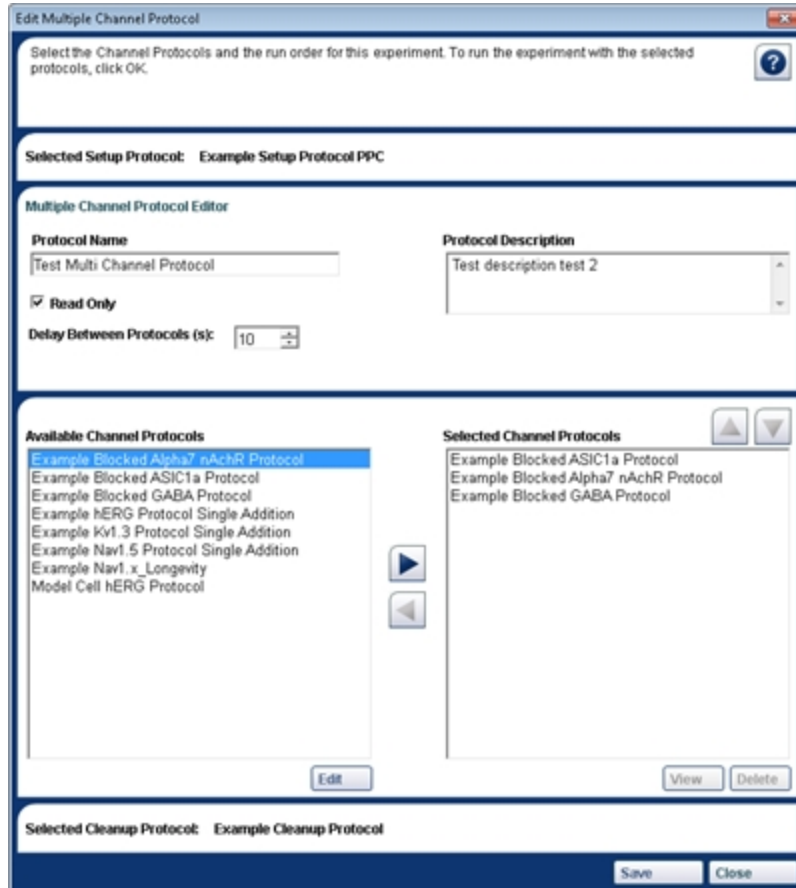 Edit Multiple Channel Protocol
Select the Channel Protocols and the run order for this experiment. To run the experiment with the selected
protocols, click OK.
?
Selected Setup Protocol: Example Setup Protocol PPC
Multiple Channel Protocol Editor
Protocol Name
Test Multi Channel Protocol
Read Only
Delay Between Protocols (s): 10
Protocol Description
Test description test 2
Available Channel Protocols
Example Blocked Alpha7 nAchR Protocol
Example Blocked ASIC1a Protocol
Example Blocked GABA Protocol
Example hERG Protocol Single Addition
Example Kv1.3 Protocol Single Addition
Example Nav1.5 Protocol Single Addition
Example Nav1.x_Longevity
Model Cell hERG Protocol
Edit
Selected Channel Protocols
Example Blocked ASIC1a Protocol
Example Blocked Alpha7 nAchR Protocol
Example Blocked GABA Protocol
View Delete
Selected Cleanup Protocol: Example Cleanup Protocol
Save Close